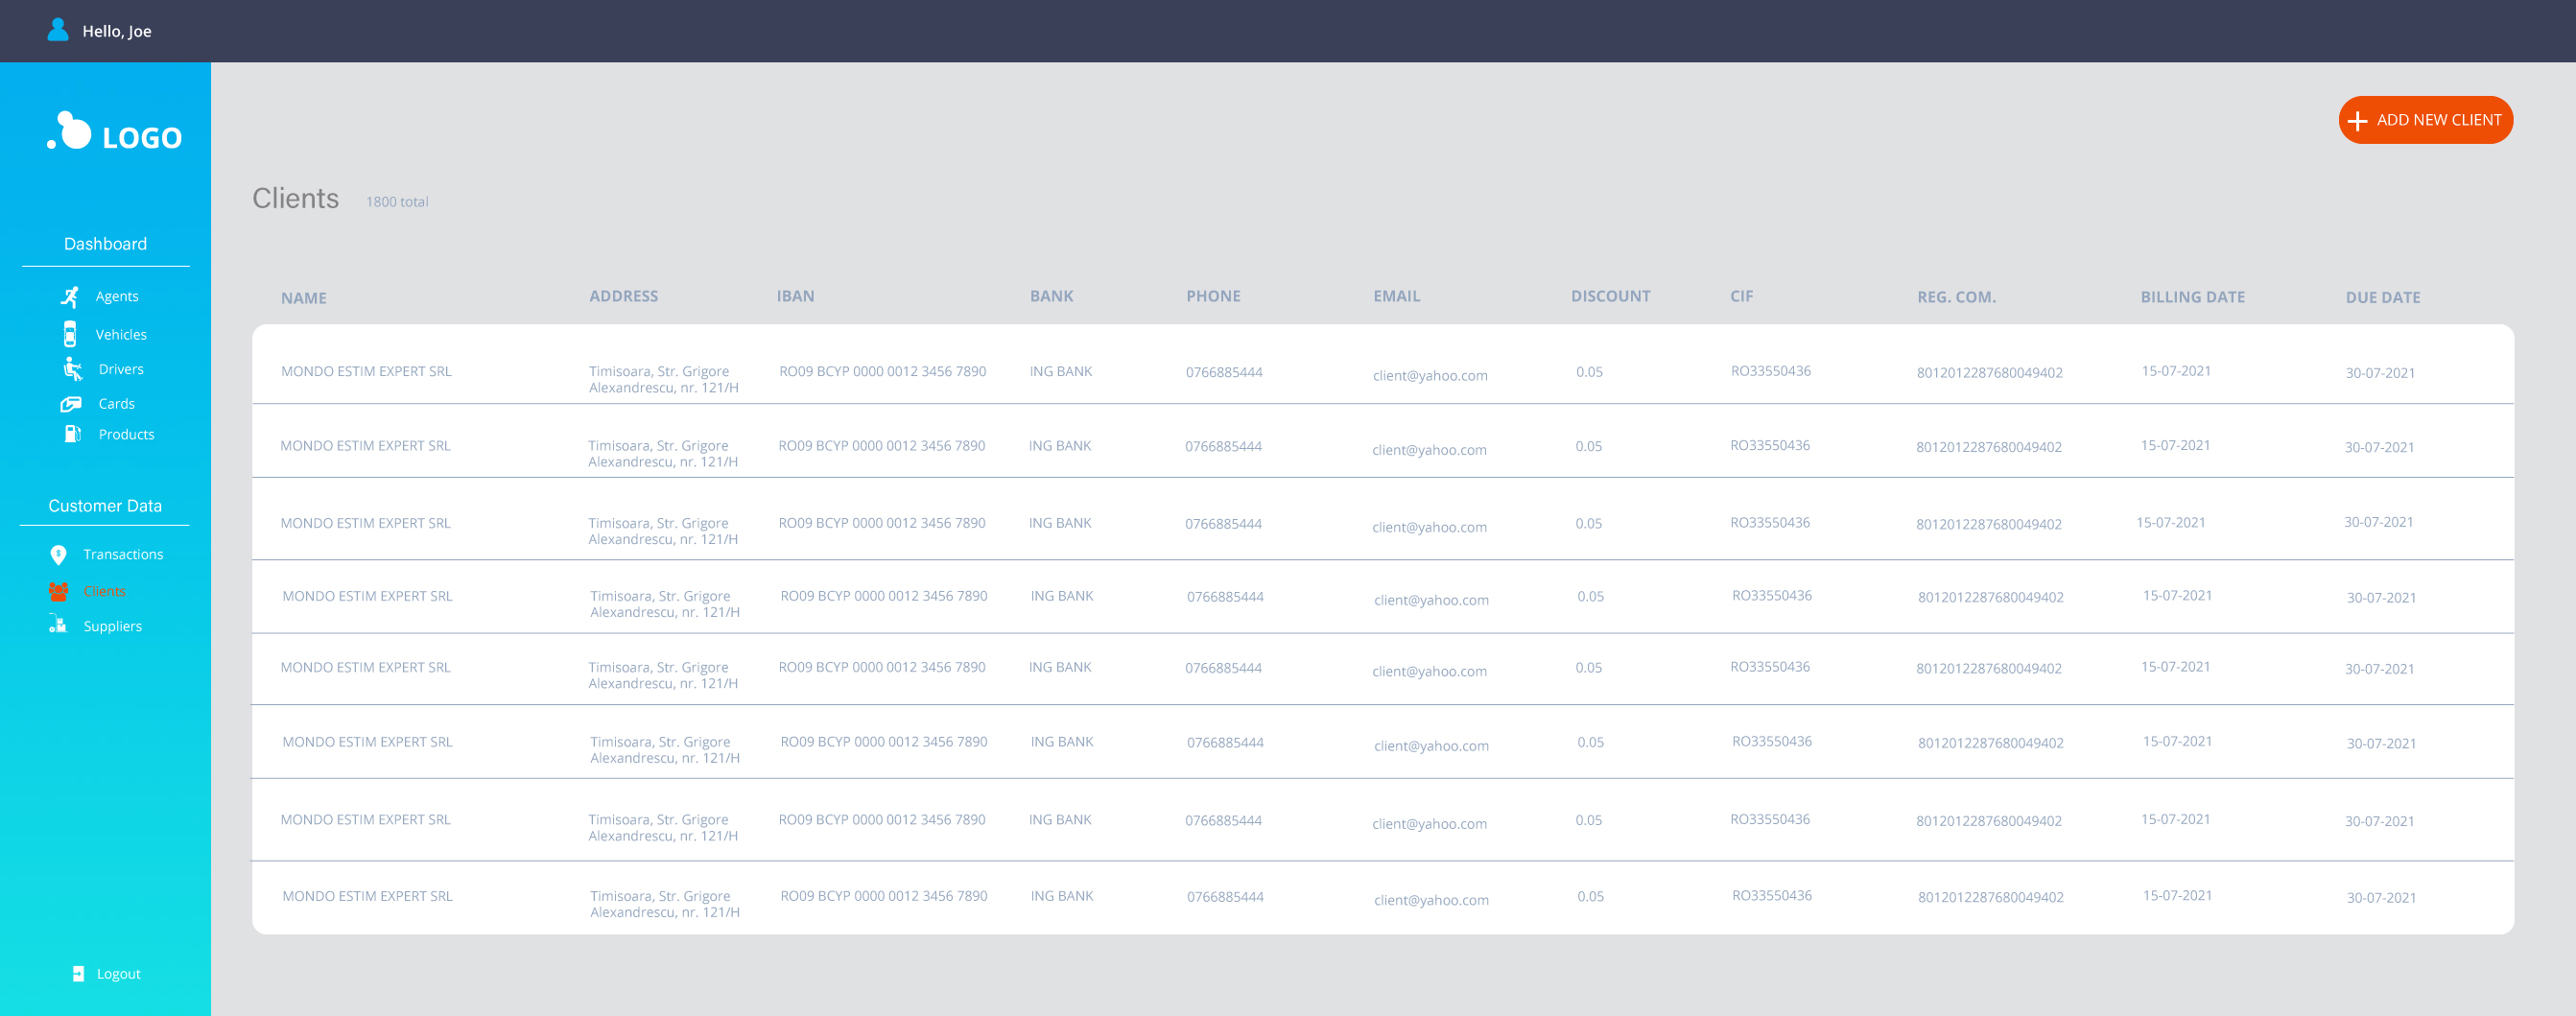 Hello, Joe
LOGO
Dashboard
Agents
Vehicles
Drivers
Cards
Products
Customer Data
Transactions
Clients
Suppliers
Logout
ADD NEW CLIENT
Clients 1800 total
NAME ADDRESS IBAN BANK PHONE EMAIL DISCOUNT CIF REG. COM. BILLING DATE DUE DATE
MONDO ESTIM EXPERT SRL Timisoara, Str. Grigore RO09 BCYP 0000 0012 3456 7890 ING BANK 0766885444 client@yahoo.com 0.05 RO33550436 8012012287680049402 15-07-2021 30-07-2021
Alexandrescu, nr. 121/H
MONDO ESTIM EXPERT SRL Timisoara, Str. Grigore RO09 BCYP 0000 0012 3456 7890 ING BANK 0766885444 client@yahoo.com 0.05 RO33550436 8012012287680049402 15-07-2021 30-07-2021
Alexandrescu, nr. 121/H
MONDO ESTIM EXPERT SRL Timisoara, Str. Grigore RO09 BCYP 0000 0012 3456 7890 ING BANK 0766885444 client@yahoo.com 0.05 RO33550436 8012012287680049402 15-07-2021 30-07-2021
Alexandrescu, nr. 121/H
MONDO ESTIM EXPERT SRL Timisoara, Str. Grigore RO09 BCYP 0000 0012 3456 7890 ING BANK 0766885444 client@yahoo.com 0.05 RO33550436 8012012287680049402 15-07-2021 30-07-2021
Alexandrescu, nr. 121/H
MONDO ESTIM EXPERT SRL Timisoara, Str. Grigore RO09 BCYP 0000 0012 3456 7890 ING BANK 0766885444 client@yahoo.com 0.05 RO33550436 8012012287680049402 15-07-2021 30-07-2021
Alexandrescu, nr. 121/H
MONDO ESTIM EXPERT SRL Timisoara, Str. Grigore RO09 BCYP 0000 0012 3456 7890 ING BANK 0766885444 client@yahoo.com 0.05 RO33550436 8012012287680049402 15-07-2021 30-07-2021
Alexandrescu, nr. 121/H
MONDO ESTIM EXPERT SRL Timisoara, Str. Grigore RO09 BCYP 0000 0012 3456 7890 ING BANK 0766885444 client@yahoo.com 0.05 RO33550436 8012012287680049402 15-07-2021 30-07-2021
Alexandrescu, nr. 121/H
MONDO ESTIM EXPERT SRL Timisoara, Str. Grigore RO09 BCYP 0000 0012 3456 7890 ING BANK 0766885444 client@yahoo.com 0.05 RO33550436 8012012287680049402 15-07-2021 30-07-2021
Alexandrescu, nr. 121/H